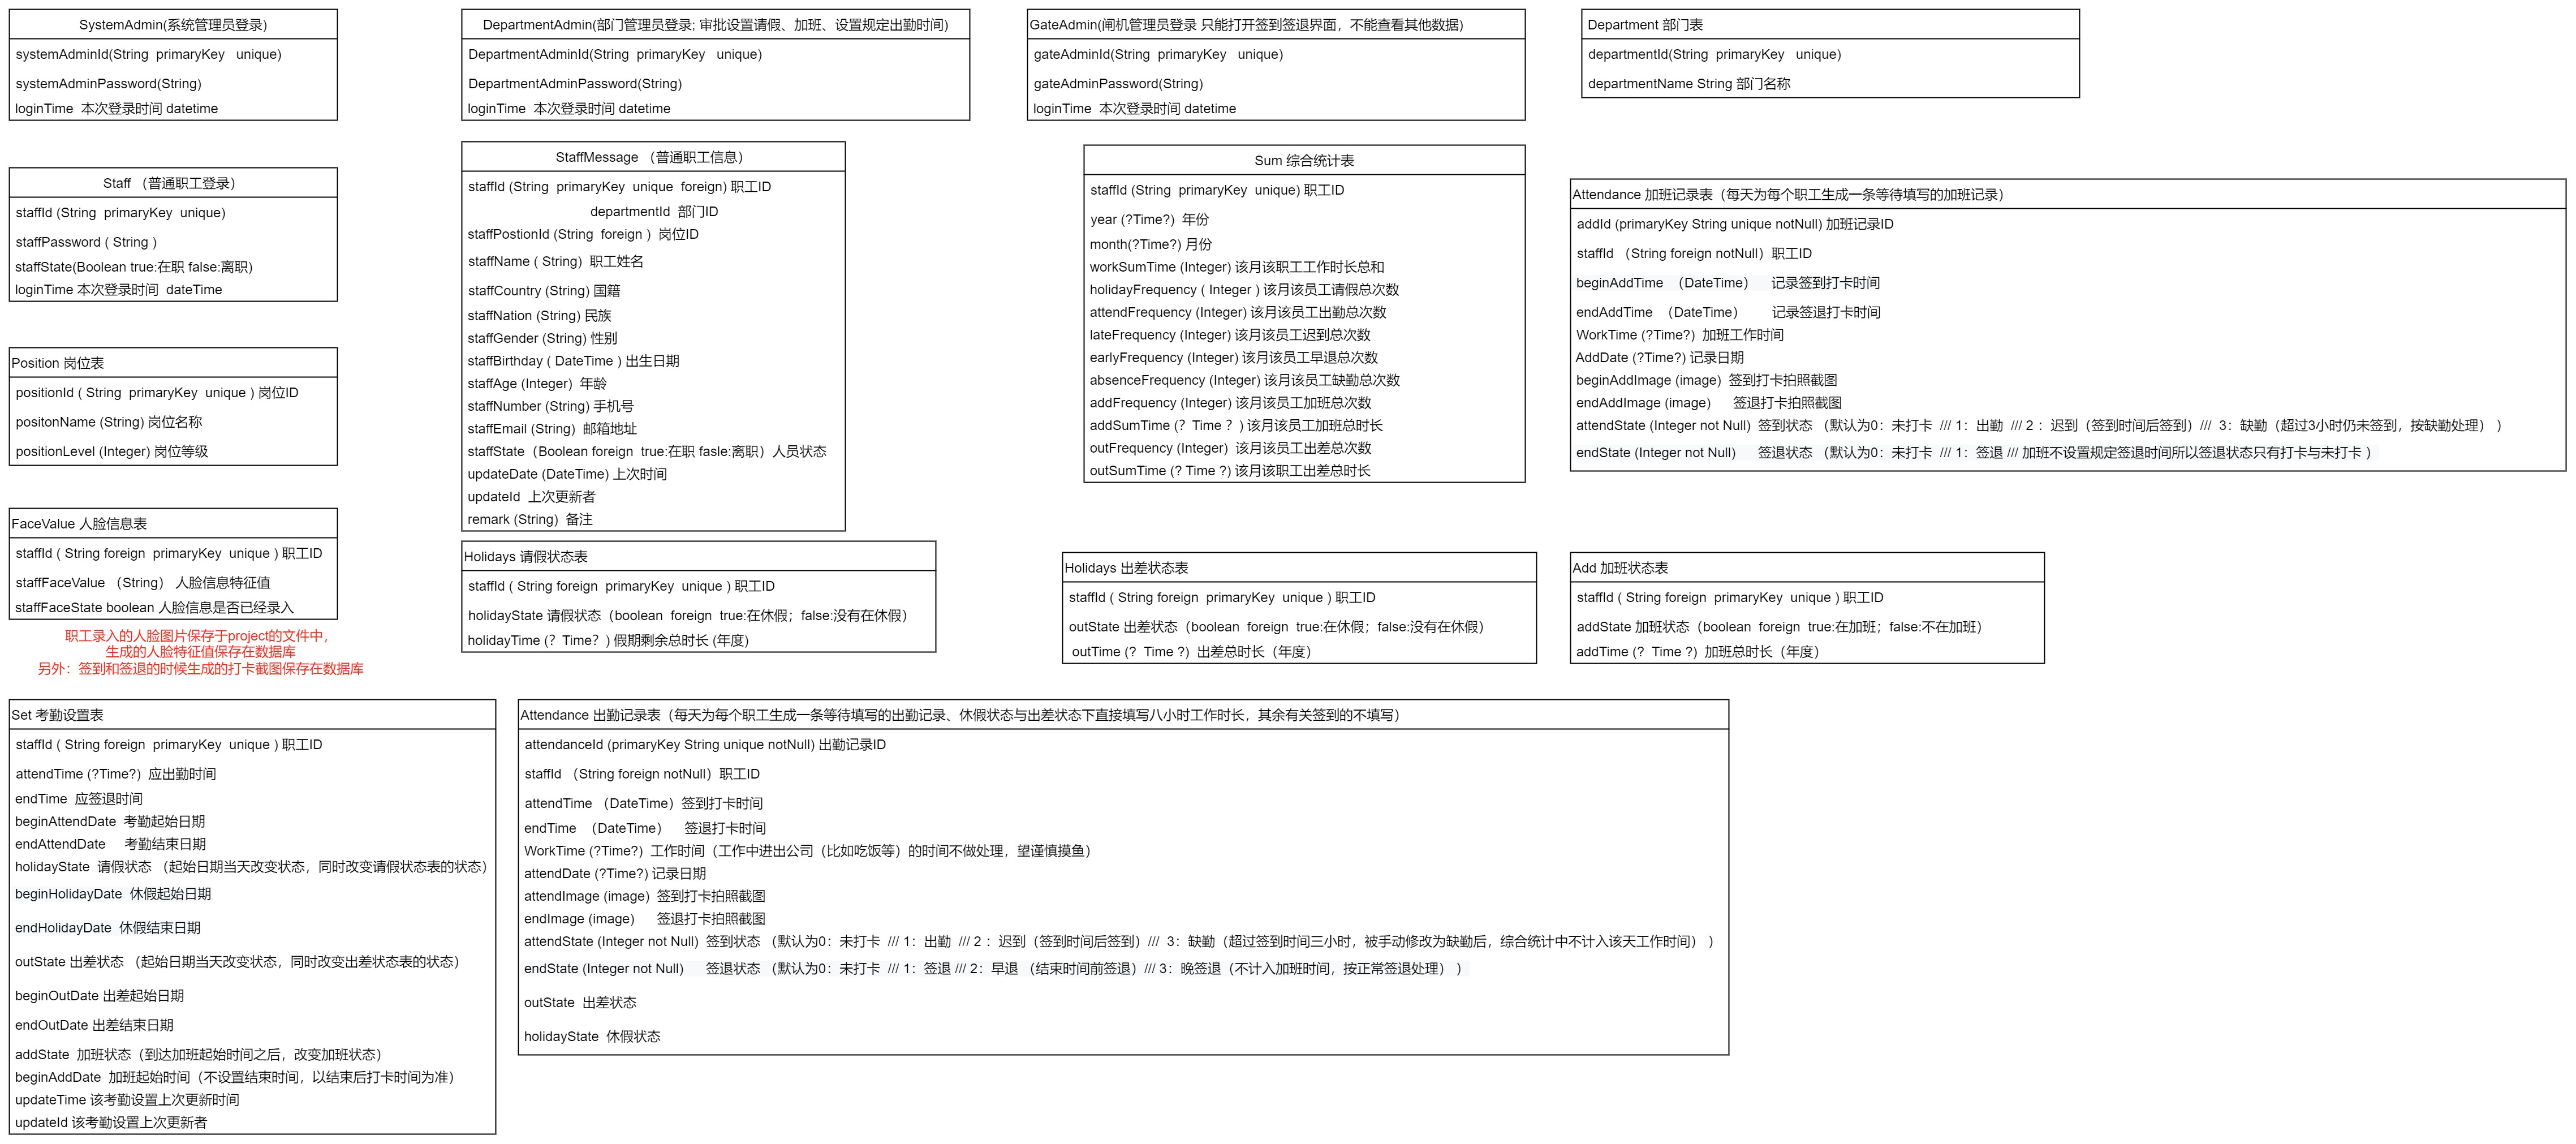 SystemAdmin(系统管理员登录)
systemAdminId(String  primaryKey   unique)
systemAdminPassword(String)
loginTime  本次登录时间 datetime
DepartmentAdmin(部门管理员登录; 审批设置请假、加班、设置规定出勤时间)
DepartmentAdminId(String  primaryKey   unique)
DepartmentAdminPassword(String)
loginTime  本次登录时间 datetime
GateAdmin(闸机管理员登录 只能打开签到签退界面，不能查看其他数据)
gateAdminId(String  primaryKey   unique)
gateAdminPassword(String)
loginTime  本次登录时间 datetime
Department 部门表
departmentId(String  primaryKey   unique)
departmentName String 部门名称
Staff （普通职工登录）
staffId (String  primaryKey  unique)
staffPassword ( String )
staffState(Boolean true:在职 false:离职)
loginTime 本次登录时间  dateTime
StaffMessage （普通职工信息）
staffId (String  primaryKey  unique  foreign) 职工ID
departmentId  部门ID
staffPostionId (String  foreign )  岗位ID
staffName ( String)  职工姓名
staffCountry (String) 国籍
staffNation (String) 民族
staffGender (String) 性别
staffBirthday ( DateTime ) 出生日期
staffAge (Integer)  年龄
staffNumber (String) 手机号
staffEmail (String)  邮箱地址
staffState（Boolean foreign  true:在职 fasle:离职）人员状态
updateDate (DateTime) 上次时间
updateId  上次更新者
remark (String)  备注
Sum 综合统计表
staffId (String  primaryKey  unique) 职工ID
year (?Time?)  年份
month(?Time?) 月份
workSumTime (Integer) 该月该职工工作时长总和
holidayFrequency ( Integer ) 该月该员工请假总次数
attendFrequency (Integer) 该月该员工出勤总次数
lateFrequency (Integer) 该月该员工迟到总次数
earlyFrequency (Integer) 该月该员工早退总次数
absenceFrequency (Integer) 该月该员工缺勤总次数
addFrequency (Integer) 该月该员工加班总次数
addSumTime (？Time ？) 该月该员工加班总时长
outFrequency (Integer)  该月该员工出差总次数
outSumTime (? Time ?) 该月该职工出差总时长
Attendance 加班记录表（每天为每个职工生成一条等待填写的加班记录）
addId (primaryKey String unique notNull) 加班记录ID
staffId （String foreign notNull）职工ID
beginAddTime （DateTime）    记录签到打卡时间
endAddTime （DateTime）      记录签退打卡时间
WorkTime (?Time?)  加班工作时间
AddDate (?Time?) 记录日期
beginAddImage (image)  签到打卡拍照截图
endAddImage (image)      签退打卡拍照截图
attendState (Integer not Null)  签到状态 （默认为0：未打卡  /// 1：出勤  /// 2 ：迟到（签到时间后签到）///  3：缺勤（超过3小时仍未签到，按缺勤处理） ）
endState (Integer not Null)      签退状态 （默认为0：未打卡  /// 1：签退 /// 加班不设置规定签退时间所以签退状态只有打卡与未打卡 ）
Position 岗位表
positionId ( String  primaryKey  unique ) 岗位ID
positonName (String) 岗位名称
positionLevel (Integer) 岗位等级
FaceValue 人脸信息表
staffId ( String foreign  primaryKey  unique ) 职工ID
staffFaceValue （String） 人脸信息特征值
staffFaceState boolean 人脸信息是否已经录入
职工录入的人脸图片保存于project的文件中，
生成的人脸特征值保存在数据库
另外：签到和签退的时候生成的打卡截图保存在数据库
Holidays 请假状态表
staffId ( String foreign  primaryKey  unique ) 职工ID
holidayState 请假状态（boolean  foreign  true:在休假；false:没有在休假）
holidayTime (？Time？) 假期剩余总时长 (年度)
Holidays 出差状态表
staffId ( String foreign  primaryKey  unique ) 职工ID
outState 出差状态（boolean  foreign  true:在休假；false:没有在休假）
outTime (?  Time ?)  出差总时长（年度）
Add 加班状态表
staffId ( String foreign  primaryKey  unique ) 职工ID
addState 加班状态（boolean  foreign  true:在加班；false:不在加班）
addTime (?  Time ?)  加班总时长（年度）
Set 考勤设置表
staffId ( String foreign  primaryKey  unique ) 职工ID
attendTime (?Time?)  应出勤时间
endTime  应签退时间
beginAttendDate  考勤起始日期
endAttendDate     考勤结束日期
holidayState  请假状态 （起始日期当天改变状态，同时改变请假状态表的状态）
beginHolidayDate  休假起始日期
endHolidayDate  休假结束日期
outState 出差状态 （起始日期当天改变状态，同时改变出差状态表的状态）
beginOutDate 出差起始日期
endOutDate 出差结束日期
addState  加班状态（到达加班起始时间之后，改变加班状态）
beginAddDate  加班起始时间（不设置结束时间，以结束后打卡时间为准）
updateTime 该考勤设置上次更新时间
updateId 该考勤设置上次更新者
Attendance 出勤记录表（每天为每个职工生成一条等待填写的出勤记录、休假状态与出差状态下直接填写八小时工作时长，其余有关签到的不填写）
attendanceId (primaryKey String unique notNull) 出勤记录ID
staffId （String foreign notNull）职工ID
attendTime （DateTime）签到打卡时间
endTime （DateTime）    签退打卡时间
WorkTime (?Time?)  工作时间（工作中进出公司（比如吃饭等）的时间不做处理，望谨慎摸鱼）
attendDate (?Time?) 记录日期
attendImage (image)  签到打卡拍照截图
endImage (image)      签退打卡拍照截图
attendState (Integer not Null)  签到状态 （默认为0：未打卡  /// 1：出勤  /// 2 ：迟到（签到时间后签到）///  3：缺勤（超过签到时间三小时，被手动修改为缺勤后，综合统计中不计入该天工作时间） ）
endState (Integer not Null)      签退状态 （默认为0：未打卡  /// 1：签退 /// 2：早退 （结束时间前签退）/// 3：晚签退（不计入加班时间，按正常签退处理） ）
outState  出差状态
holidayState  休假状态